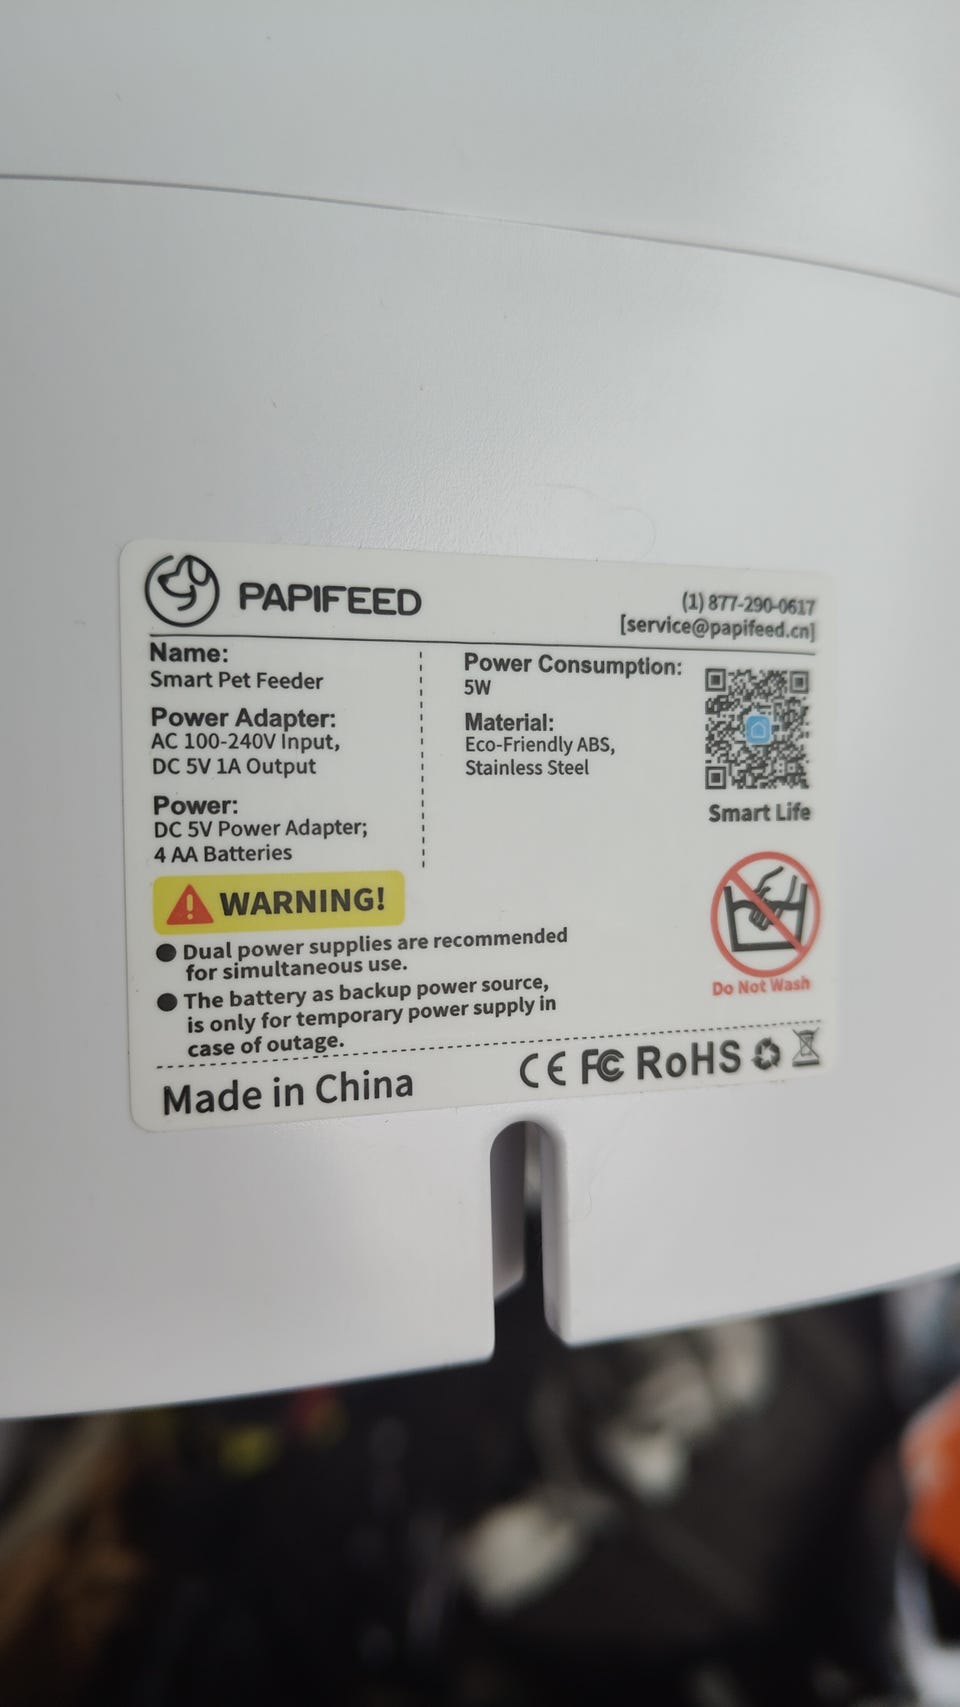 PAPIFEED
(1) 877-290-0617
[service@papifeed.cn]
Name:
Smart Pet Feeder
Power Adapter:
AC 100-240V Input,
DC 5V 1A Output
Power:
DC 5V Power Adapter;
4 AA Batteries
Power Consumption:
5W
Material:
Eco-Friendly ABS,
Stainless Steel
Smart Life
WARNING!
● Dual power supplies are recommended
for simultaneous use.
● The battery as backup power source,
is only for temporary power supply in
case of outage.
Do Not Wash
Made in China
CE FC RoHS